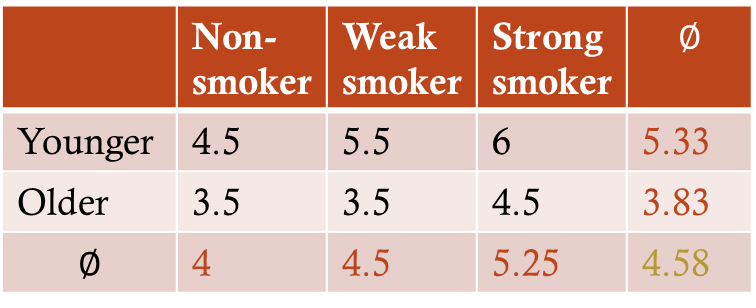 Non-smoker Weak smoker Strong smoker Ø
Younger 4.5 5.5 6 5.33
Older 3.5 3.5 4.5 3.83
Ø 4 4.5 5.25 4.58